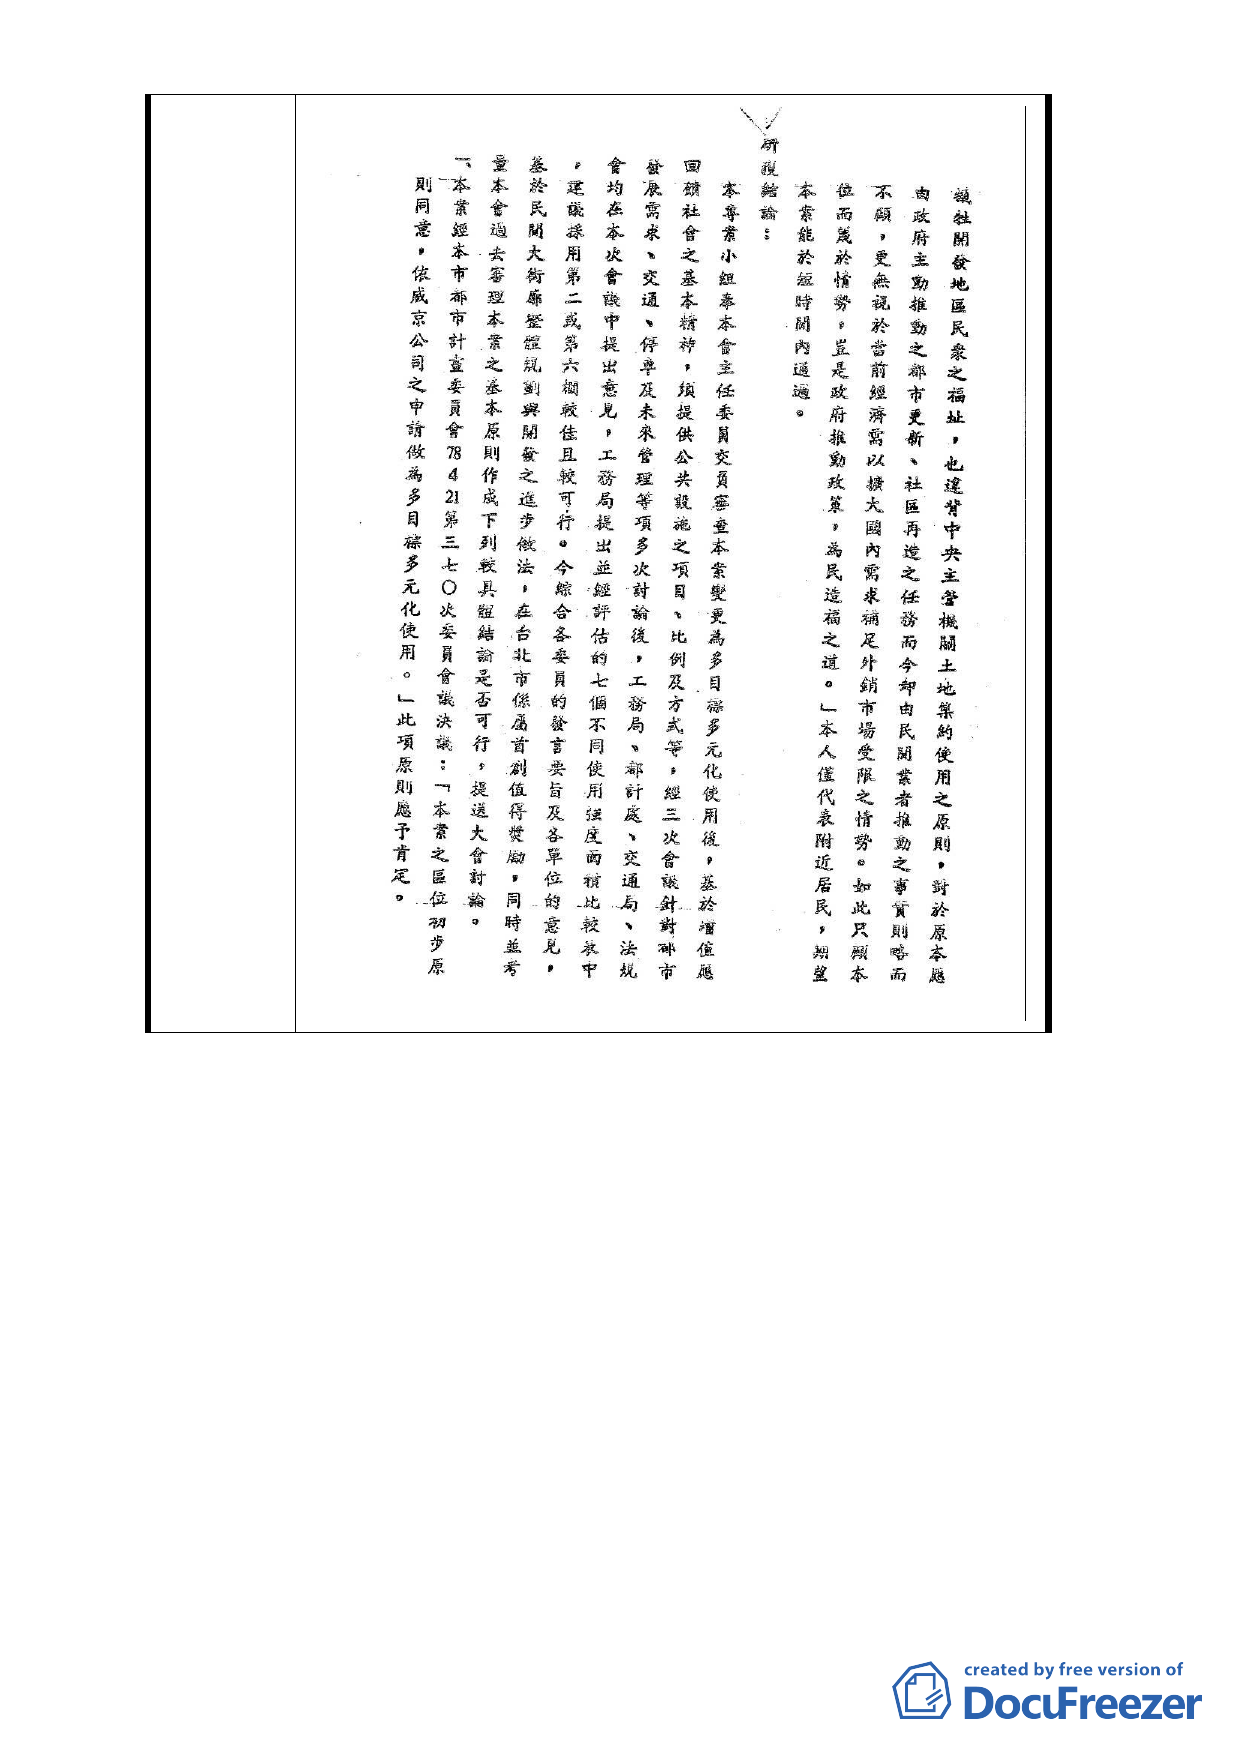 犧牲開發地區民眾之福址，也違背中央主管機關土地集約使用之原則，對於原本應
由政府主動推動之都市更新、社區再造之任務而今卻由民間業者推動之事實則略而
不顧，更無視於當前經濟需以擴大國內需求補足外銷市場受限之情勢。如此只顧本
位而蔑於情勢，豈是政府推動政策，為民造福之道。」本人僅代表附近居民，期望
本案能於短時間內通過。
所獲結論：
本專案小組奉本會主任委員交負審查本案變更為多目標多元化使用後，基於增值應
回饋社會之基本精神，須提供公共設施之項目、比例及方式等，經三次會議針對都市
發展需求、交通、停車及未來管理等項多次討論後，工務局、都計處、交通局、法規
會均在本次會議中提出意見，工務局提出並經評估的七個不同使用強度面積比較表中
，建議採用第二或第六欄較佳且較可行。今綜合各委員的發言要旨及各單位的意見，
基於民間大街廓整體規劃與開發之進步做法，在台北市係屬首創值得獎勵，同時並考
量本會過去審理本案之基本原則作成下列較具體結論是否可行，提送大會討論。
一、本案經本市都市計畫委員會78 4 21第三七〇次委員會議決議：「本案之區位初步原
則同意，依威京公司之申請做為多目標多元化使用。」此項原則應予肯定。
created by free version of
DocuFreezer